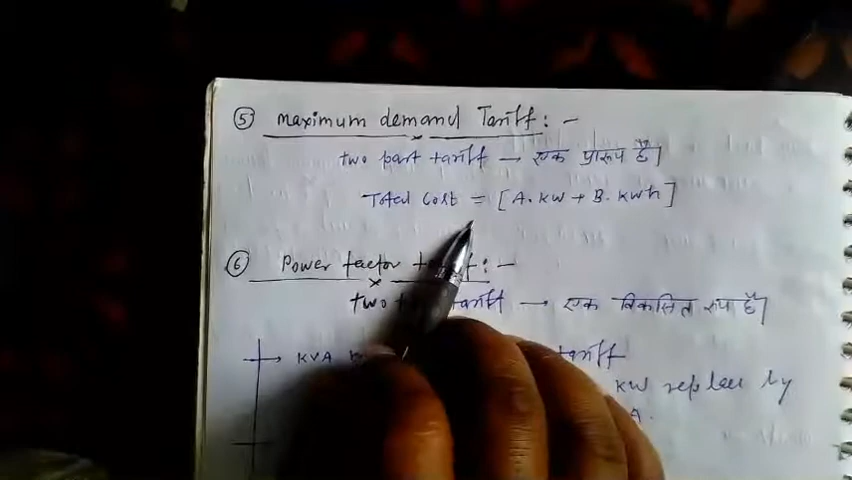 ⑤ Maximum demand Tariff : -
two part tariff → एक प्रारूप है|
Total Cost = [A.KW + B.KWh]
⑥ Power factor : -
two tariff → एक विकसित रूप है|
KVA tariff
KW replace by
A.